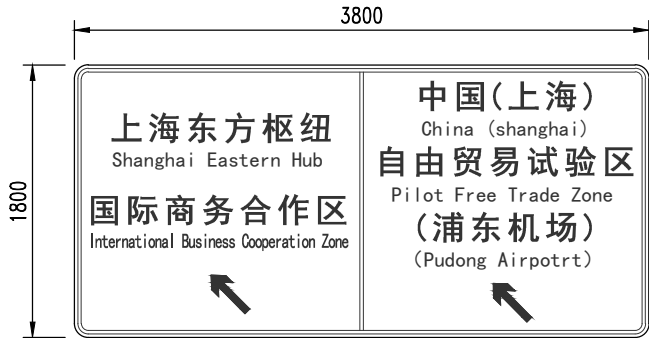 3800
1800
上海东方枢纽
Shanghai Eastern Hub
国际商务合作区
International Business Cooperation Zone
中国(上海)
China (shanghai)
自由贸易试验区
Pilot Free Trade Zone
(浦东机场)
(Pudong Airpotrt)